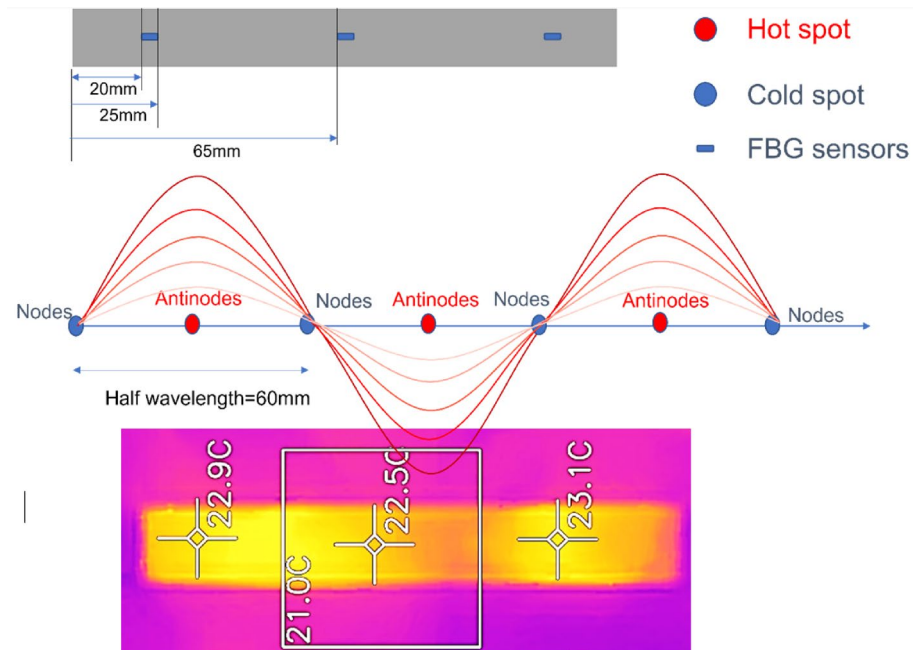 Hot spot
20mm
25mm
Cold spot
65mm
FBG sensors
Nodes
Antinodes
Nodes
Antinodes
Nodes
Antinodes
Nodes
Half wavelength=60mm
22.9C
22.5C
23.1C
21.0C